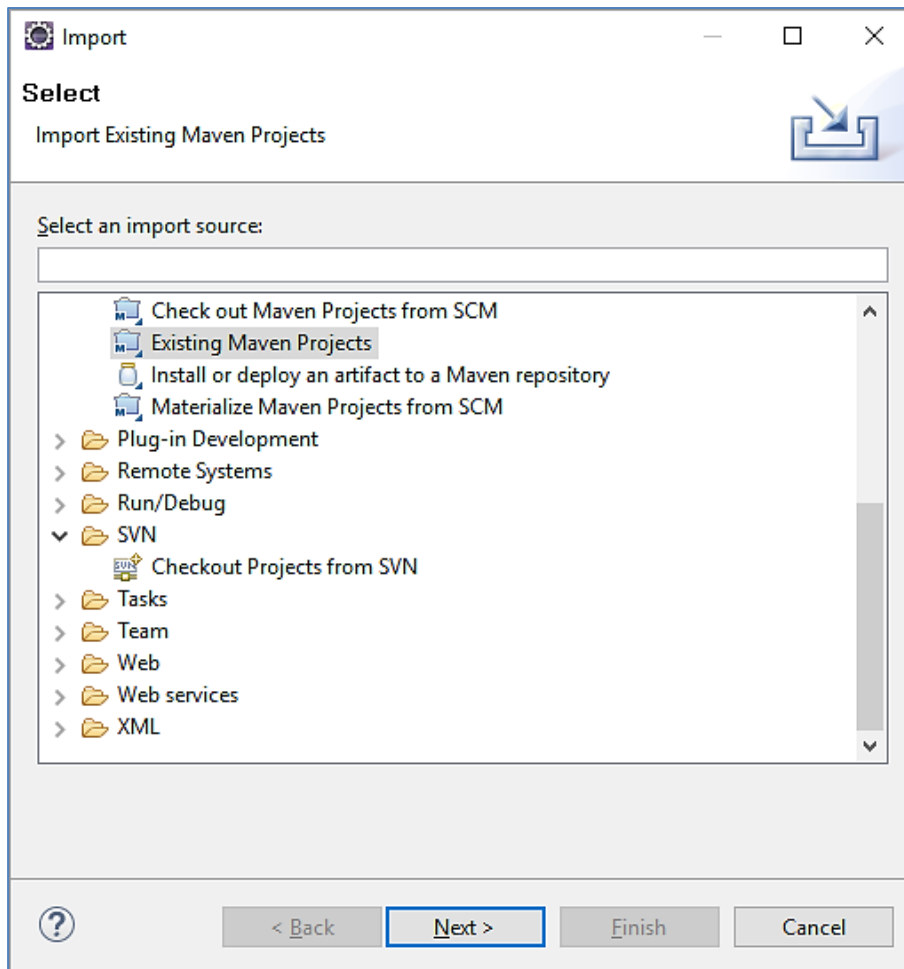 Import
Select
Import Existing Maven Projects
Select an import source:
Check out Maven Projects from SCM
Existing Maven Projects
Install or deploy an artifact to a Maven repository
Materialize Maven Projects from SCM
Plug-in Development
Remote Systems
Run/Debug
SVN
Checkout Projects from SVN
Tasks
Team
Web
Web services
XML
? < Back Next > Finish Cancel